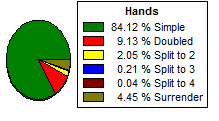 Hands
84.12 % Simple
9.13 % Doubled
2.05 % Split to 2
0.21 % Split to 3
0.04 % Split to 4
4.45 % Surrender